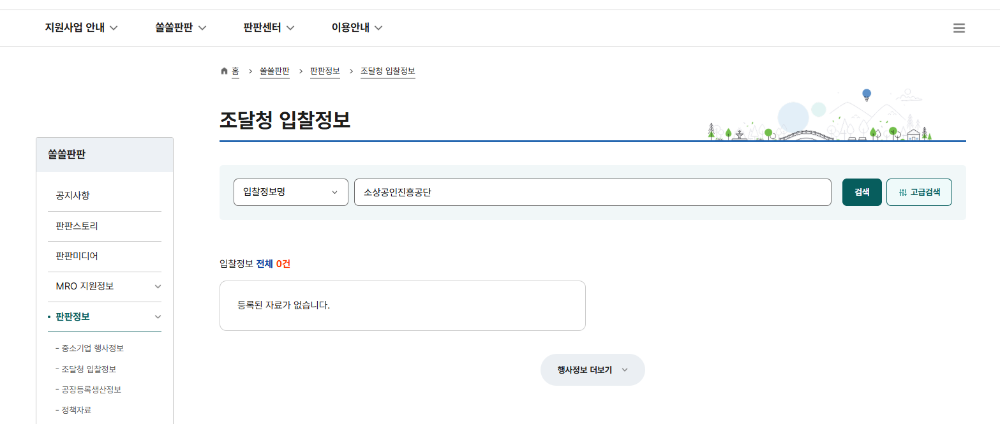 지원사업 안내 쏠쏠판판 판판센터 이용안내
홈 > 쏠쏠판판 > 판판정보 > 조달청 입찰정보
조달청 입찰정보
쏠쏠판판
공지사항
판판스토리
판판미디어
MRO 지원정보
• 판판정보
- 중소기업 행사정보
- 조달청 입찰정보
- 공장등록생산정보
- 정책자료
입찰정보명 소상공인진흥공단 검색 고급검색
입찰정보 전체 0건
등록된 자료가 없습니다.
행사정보 더보기